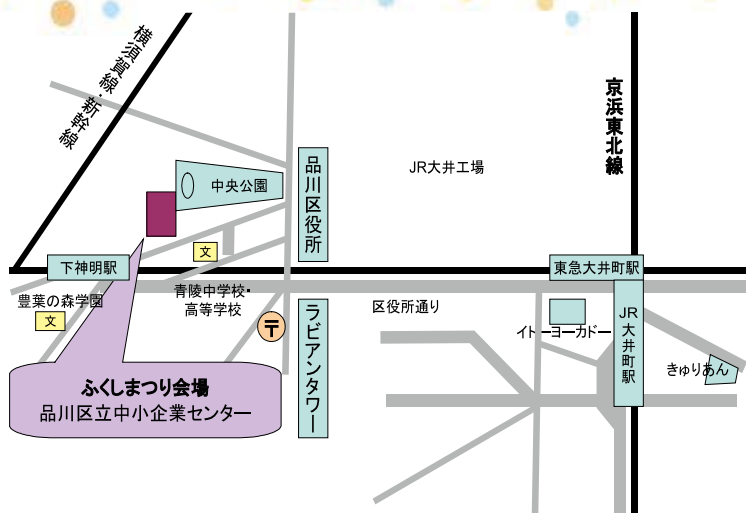 横須賀線・新幹線
京浜東北線
品川区役所
JR大井工場
中央公園
文
下神明駅
東急大井町駅
豊葉の森学園
文
青陵中学校・
高等学校
〒
ラビアンタワー
区役所通り
イトーヨーカドー
JR大井町駅
きゅりあん
ふくしまつり会場
品川区立中小企業センター